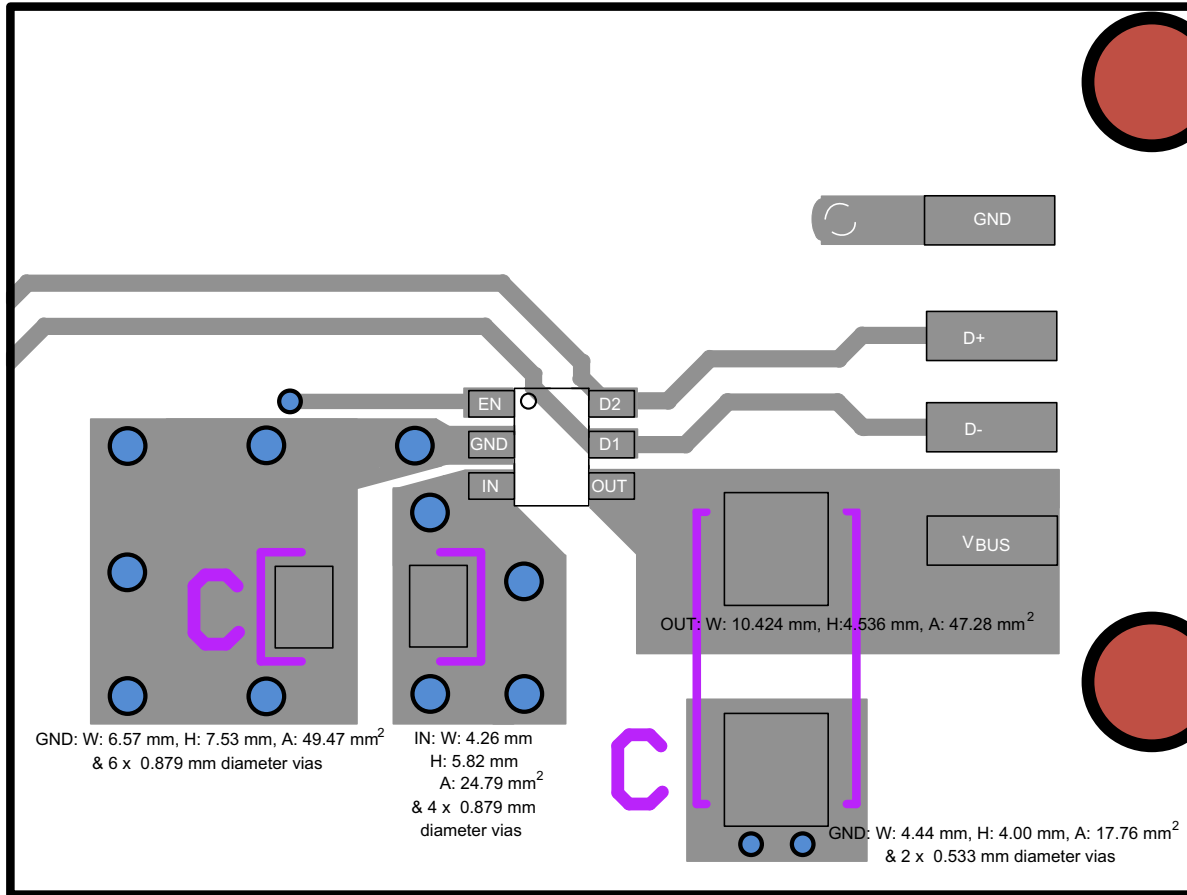 GND
D+
D-
EN
D2
GND
D1
IN
OUT
VBUS
C
OUT: W: 10.424 mm, H:4.536 mm, A: 47.28 mm²
GND: W: 6.57 mm, H: 7.53 mm, A: 49.47 mm²
& 6 x 0.879 mm diameter vias
IN: W: 4.26 mm
H: 5.82 mm
A: 24.79 mm²
& 4 x 0.879 mm
diameter vias
C
GND: W: 4.44 mm, H: 4.00 mm, A: 17.76 mm²
& 2 x 0.533 mm diameter vias